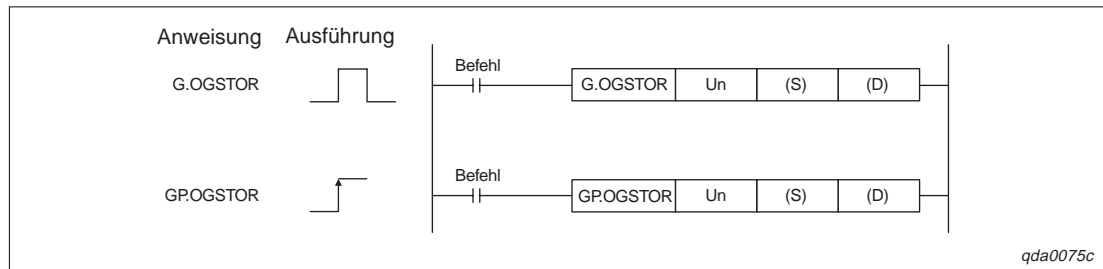 Anweisung Ausführung
Befehl
G.OGSTOR G.OGSTOR Un (S) (D)
Befehl
GP.OGSTOR GP.OGSTOR Un (S) (D)
qda0075c